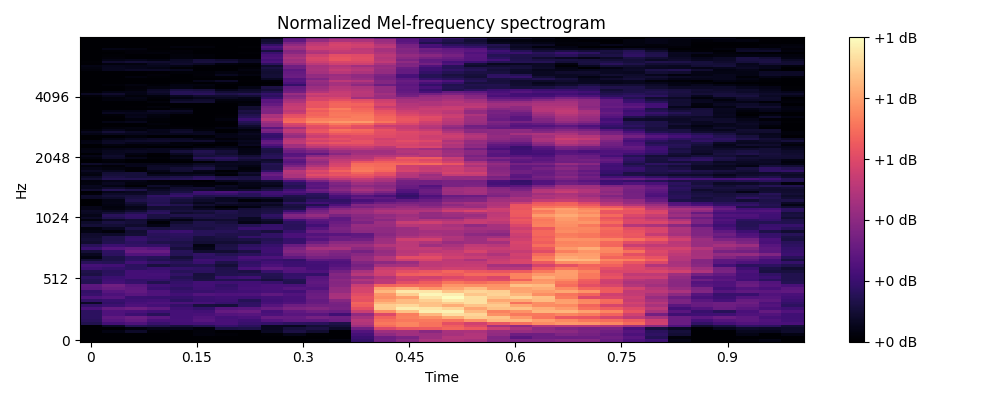 Normalized Mel-frequency spectrogram
Hz
4096
2048
1024
512
0
0 0.15 0.3 0.45 0.6 0.75 0.9
Time
+1 dB
+1 dB
+1 dB
+0 dB
+0 dB
+0 dB